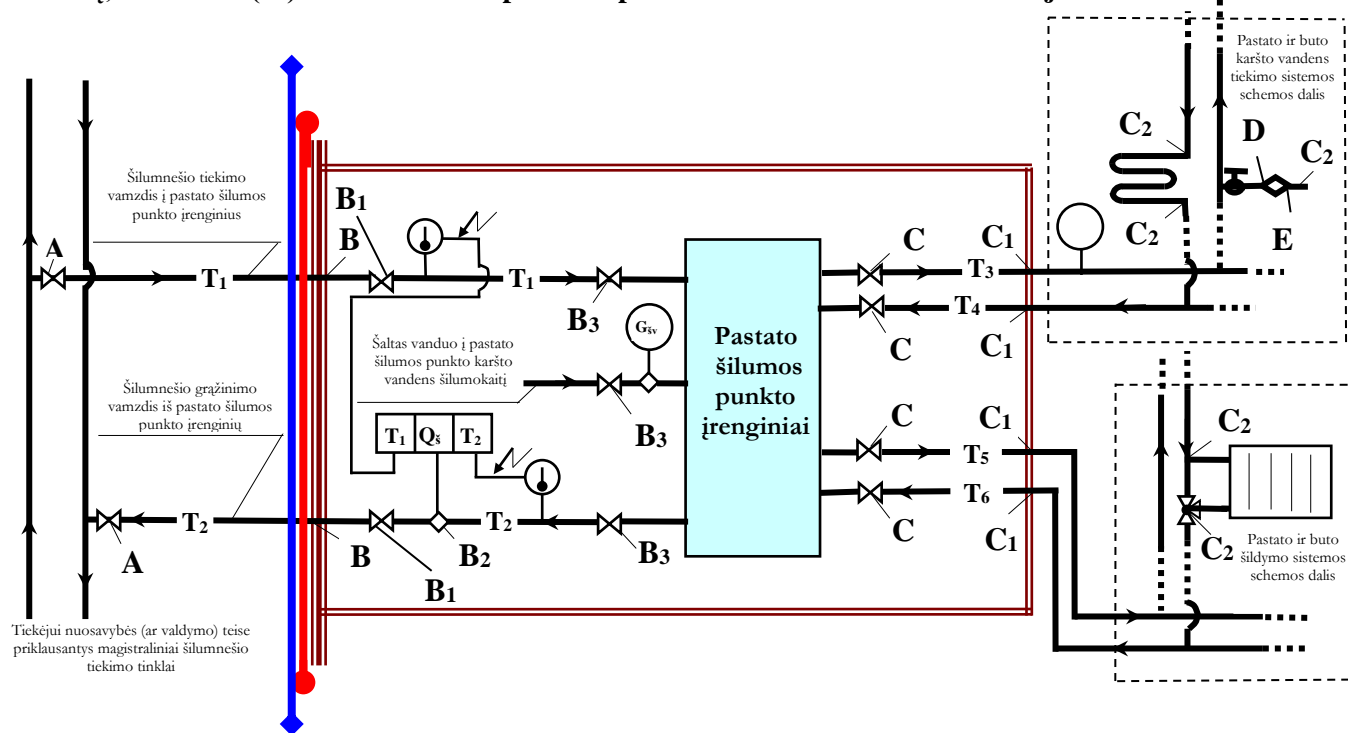 Pastato ir buto
karšto vandens
tiekimo sistemos
schemos dalis
C2
D
C2
C2
E
Šilumnešio tiekimo
vamzdis į pastato šilumos
punkto įrenginius
A
T1
B1
B
T1
B3
C
C1
T3
T4
C
C1
Gšv
Šaltas vanduo į pastato
šilumos punkto karšto
vandens šilumokaitį
B3
Pastato
šilumos
punkto
įrenginiai
Šilumnešio grąžinimo
vamzdis iš pastato šilumos
punkto įrenginių
T1 Qš T2
C
C1
T5
T6
C
C1
C2
C2
Pastato ir buto
šildymo sistemos
schemos dalis
A
T2
B
B1
B2
T2
B3
Tiekėjui nuosavybės (ar valdymo) teise
priklausantys magistraliniai šilumnešio
tiekimo tinklai